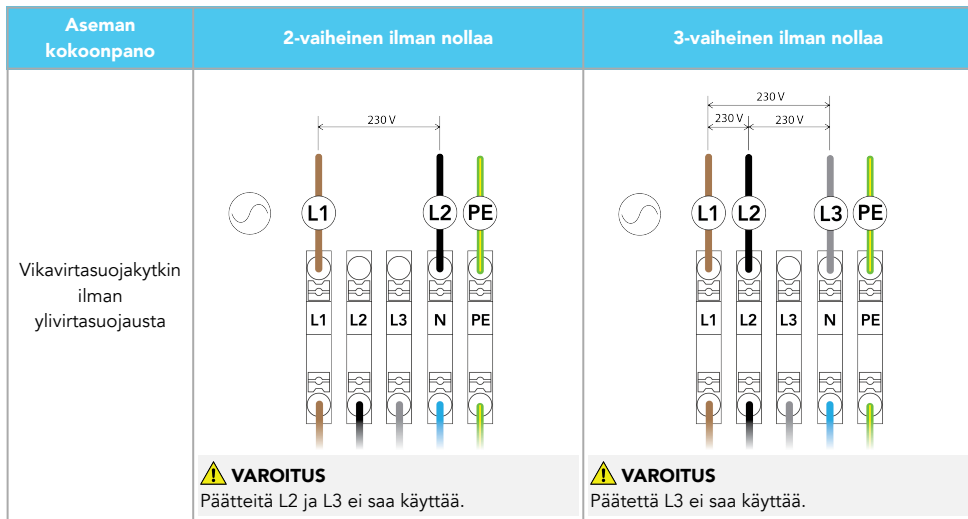 Aseman
kokoonpano
2-vaiheinen ilman nollaa
3-vaiheinen ilman nollaa
Vikavirtasuojakytkin
ilman
ylivirtasuojausta
230 V
L1 L2 PE
L1 L2 L3 N PE
VAROITUS
Päätteitä L2 ja L3 ei saa käyttää.
230 V
230 V 230 V
L1 L2 L3 PE
L1 L2 L3 N PE
VAROITUS
Päätettä L3 ei saa käyttää.